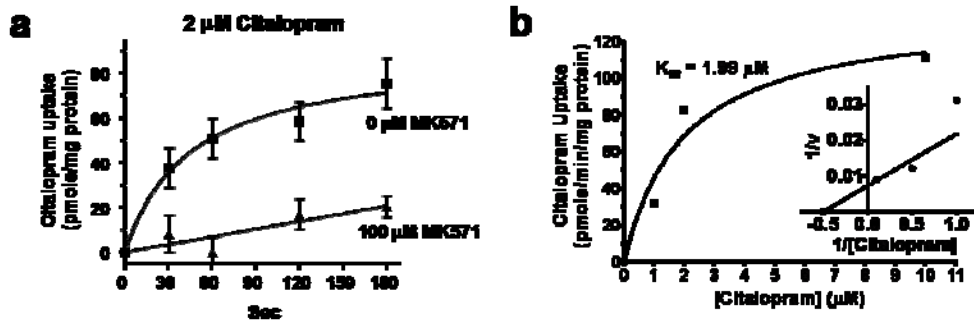 a
2 µM Citalopram
Citalopram uptake
(pmole/mg protein)
80
60
40
20
0
0 µM MK571
100 µM MK571
0 30 60 90 120 150 180
Sec
b
Citalopram Uptake
(pmole/min/mg protein)
120
100
80
60
40
20
0
Km = 1.99 µM
1/v
0.03
0.02
0.01
-0.5 0.0 0.5 1.0
1/[Citalopram]
0 1 2 3 4 5 6 7 8 9 10 11
[Citalopram] (µM)